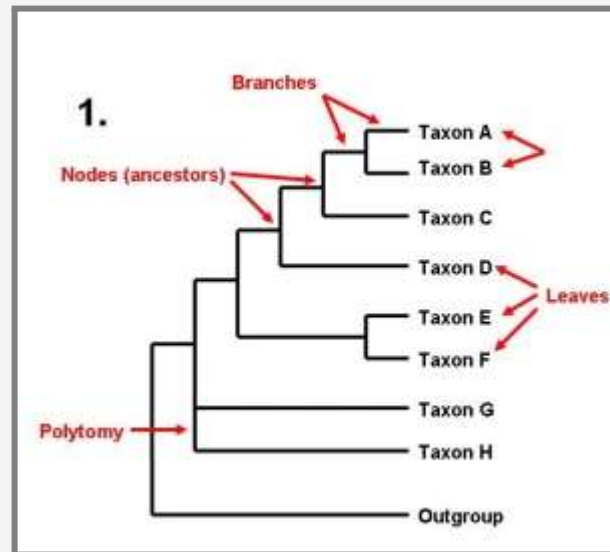 Branches
1.
Taxon A
Nodes (ancestors)
Taxon B
Taxon C
Taxon D
Leaves
Taxon E
Taxon F
Taxon G
Polytomy
Taxon H
Outgroup